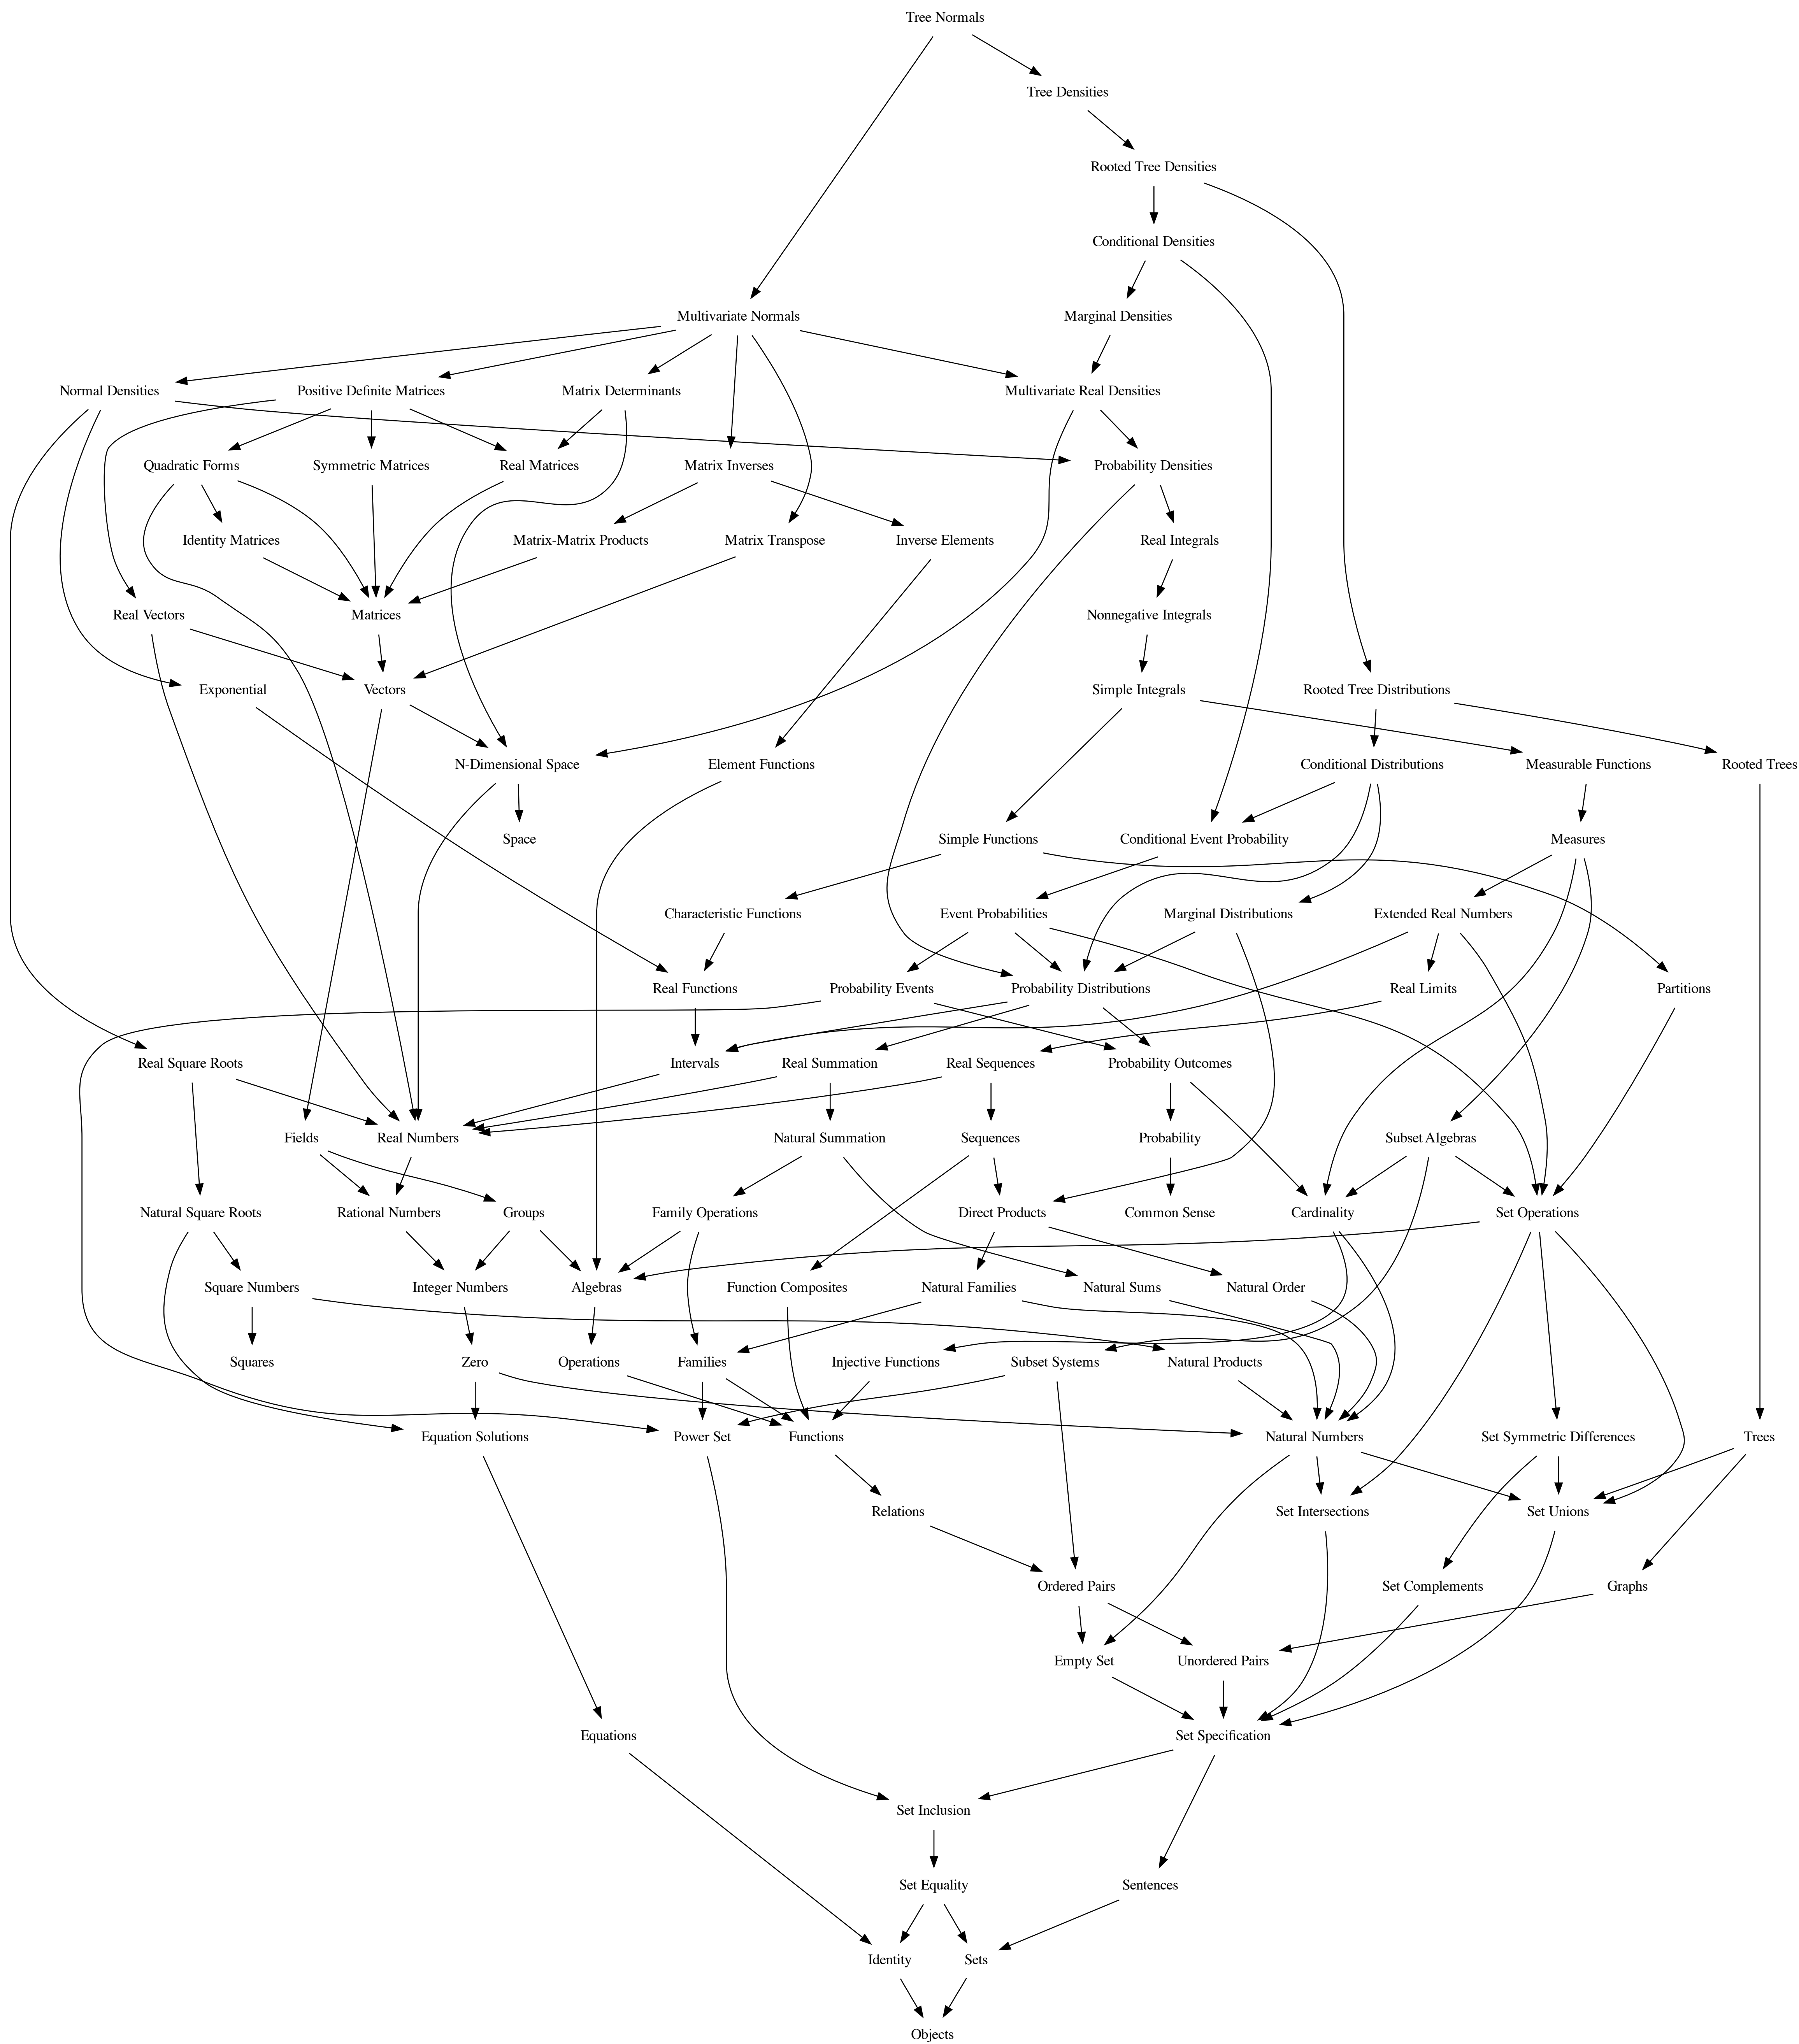 Tree Normals
Tree Densities
Rooted Tree Densities
Conditional Densities
Multivariate Normals
Marginal Densities
Normal Densities
Positive Definite Matrices
Matrix Determinants
Multivariate Real Densities
Quadratic Forms
Symmetric Matrices
Real Matrices
Matrix Inverses
Probability Densities
Identity Matrices
Matrix-Matrix Products
Matrix Transpose
Inverse Elements
Real Integrals
Real Vectors
Matrices
Nonnegative Integrals
Exponential
Vectors
Simple Integrals
Rooted Tree Distributions
N-Dimensional Space
Element Functions
Conditional Distributions
Measurable Functions
Rooted Trees
Space
Simple Functions
Conditional Event Probability
Measures
Characteristic Functions
Event Probabilities
Marginal Distributions
Extended Real Numbers
Real Functions
Probability Events
Probability Distributions
Real Limits
Partitions
Real Square Roots
Intervals
Real Summation
Real Sequences
Probability Outcomes
Fields
Real Numbers
Natural Summation
Sequences
Probability
Subset Algebras
Natural Square Roots
Rational Numbers
Groups
Family Operations
Direct Products
Common Sense
Cardinality
Set Operations
Square Numbers
Integer Numbers
Algebras
Function Composites
Natural Families
Natural Sums
Natural Order
Squares
Zero
Operations
Families
Injective Functions
Subset Systems
Natural Products
Equation Solutions
Power Set
Functions
Natural Numbers
Set Symmetric Differences
Trees
Relations
Set Intersections
Set Unions
Ordered Pairs
Set Complements
Graphs
Empty Set
Unordered Pairs
Equations
Set Specification
Set Inclusion
Set Equality
Sentences
Identity
Sets
Objects